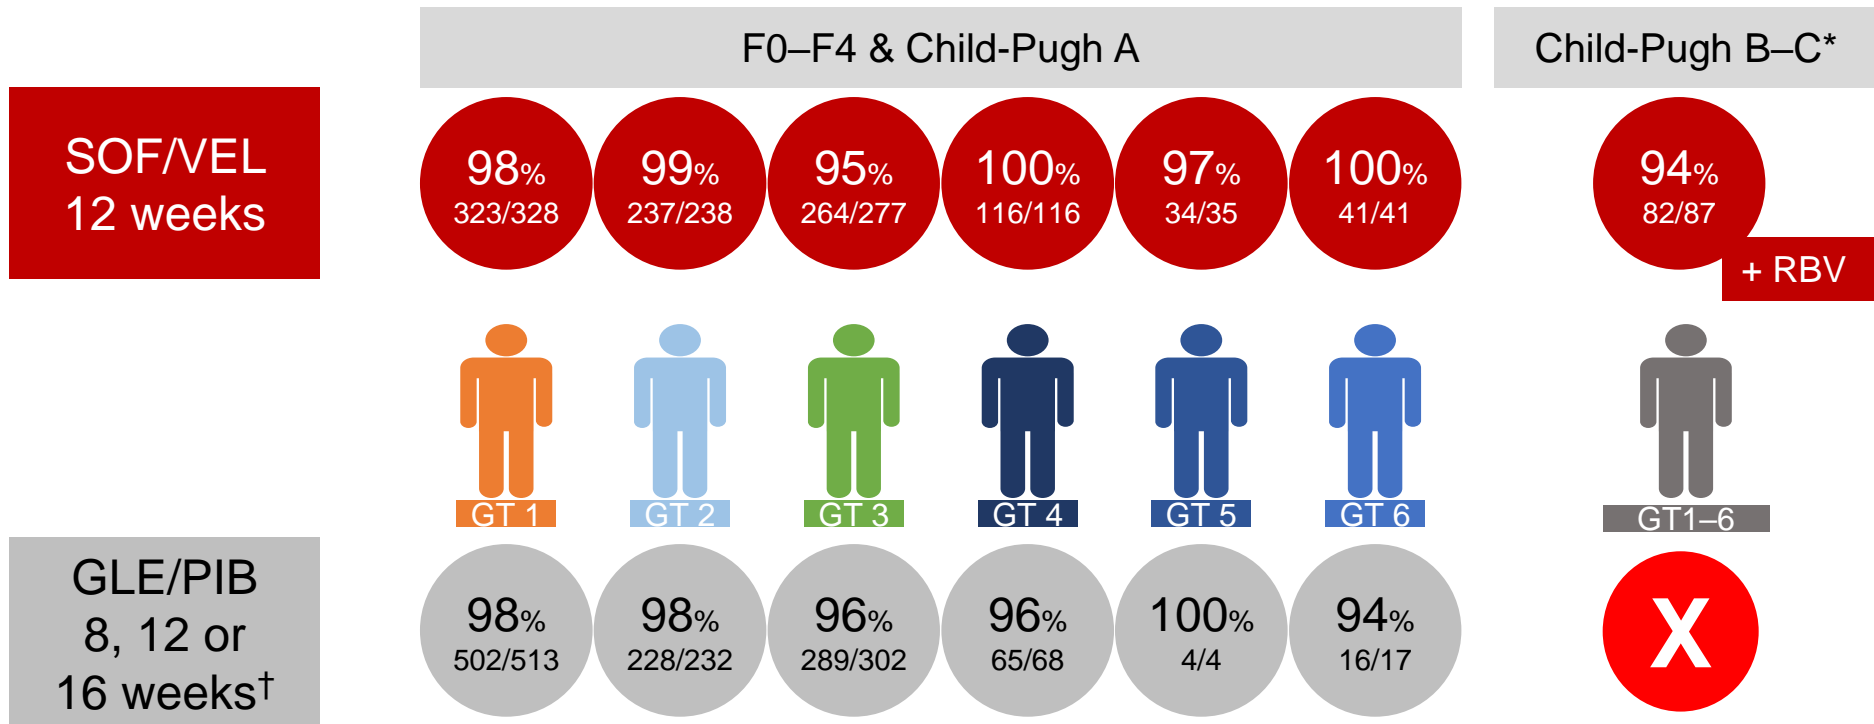 F0–F4 & Child-Pugh A
Child-Pugh B–C*
SOF/VEL
12 weeks
98%
323/328
99%
237/238
95%
264/277
100%
116/116
97%
34/35
100%
41/41
94%
82/87
+ RBV
GT 1
GT 2
GT 3
GT 4
GT 5
GT 6
GT1–6
GLE/PIB
8, 12 or
16 weeks†
98%
502/513
98%
228/232
96%
289/302
96%
65/68
100%
4/4
94%
16/17
X